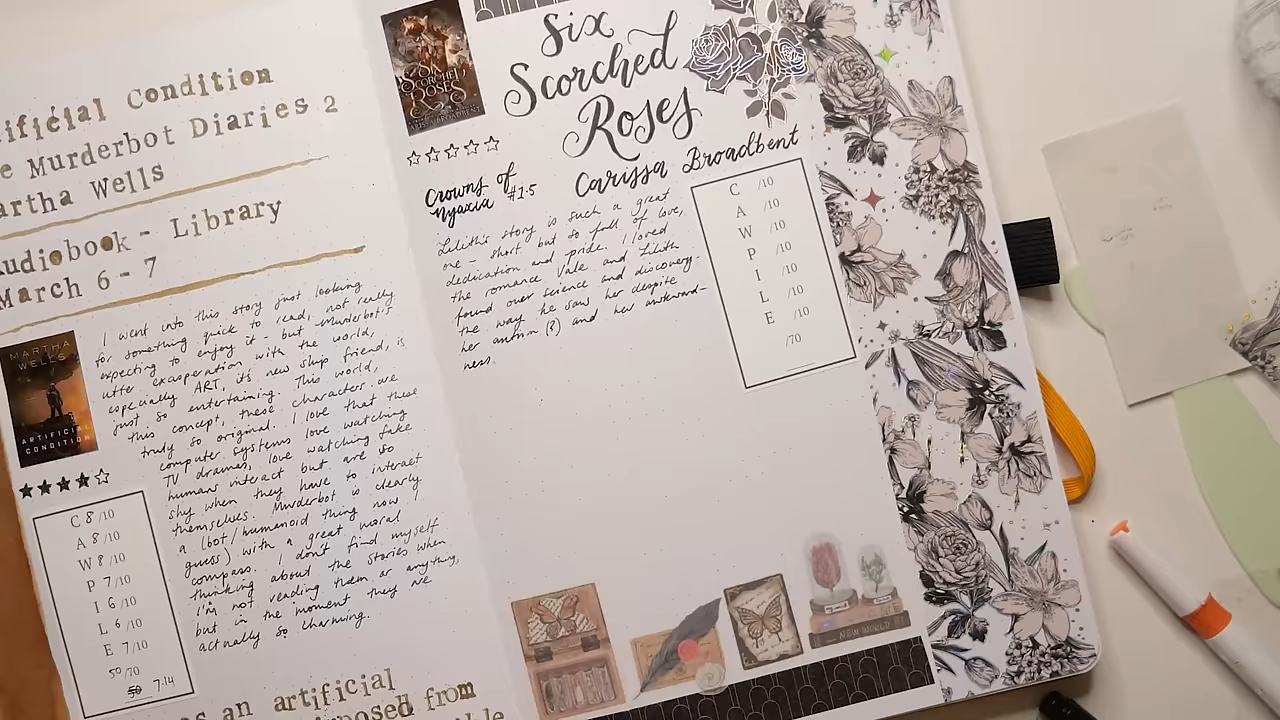 ificial Condition
e Murderbot Diaries 2
artha Wells
udiobook - Library
March 6 - 7
I went into this story just looking
for something quick to read, not really
expecting to enjoy it - but Murderbot's
utter exasperation with the world,
especially ART, it's new ship friend, is
just so entertaining. This world,
this concept, these characters are
truly so original. I love that these
computer systems love watching
TV dramas, love watching fake
humans interact but are so
shy when they have to interact
themselves. Murderbot is clearly
a (bot/humanoid thing now I
guess) with a great moral
compass. I don't find myself
thinking about the stories when
I'm not reading them or anything,
but in the moment they are
actually so charming.
MARTHA
WELLS
ARTIFICIAL
CONDITION
C 8 /10
A 8 /10
W 8 /10
P 7 /10
I 6 /10
L 6 /10
E 7 /10
50 /70
50 7.14
s an artificial
posed from
ble
SIX
SCORCHED
ROSES
CARISSA BROADBENT
Six
Scorched
Roses
Carissa Broadbent
Crowns of
Nyaxia #1.5
Lilith's story is such a great
one - short but so full of love,
dedication and pride. I loved
the romance Vale and Lilith
found over science and discovery.
the way he saw her despite
her autism (?) and her awkward-
ness.
C /10
A /10
W /10
P /10
I /10
L /10
E /10
/70
NEW WORLD